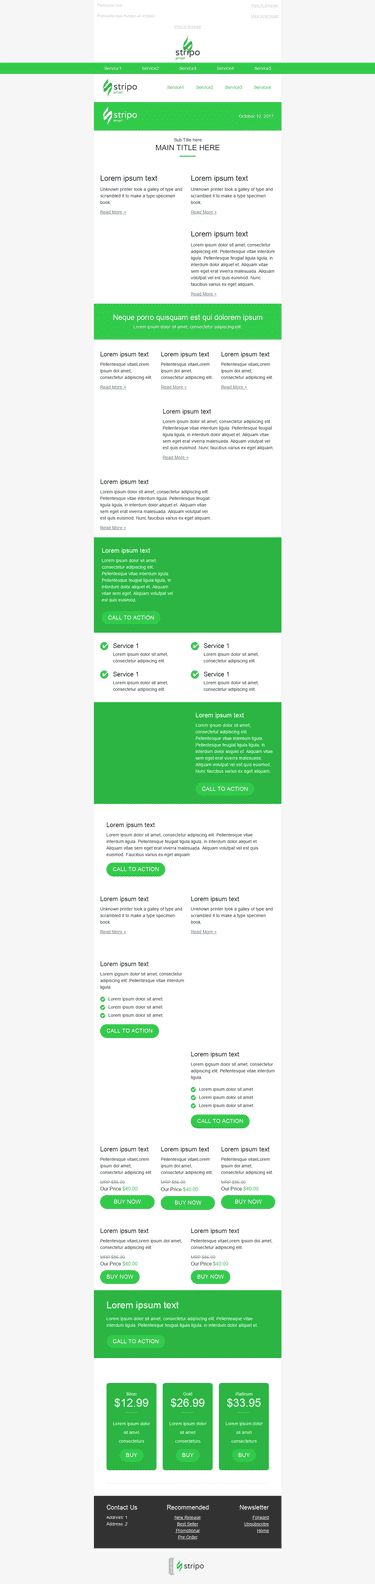 View in browser
stripo
email
Service1 Service2 Service3 Service4 Service5
stripo
email
Service1 Service2 Service3 Service4
stripo
email
October 12, 2017
Sub Title here
MAIN TITLE HERE
Lorem ipsum text
Unknown printer took a galley of type and
scrambled it to make a type specimen
book.
Read More »
Lorem ipsum text
Unknown printer took a galley of type and
scrambled it to make a type specimen
book.
Read More »
Lorem ipsum text
Lorem ipsum dolor sit amet, consectetur
adipiscing elit. Pellentesque vitae interdum
ligula. Pellentesque feugiat ligula ligula, in
interdum dolor aliquet et. Aliquam vitae
sem eget erat viverra malesuada. Aliquam
volutpat vel est quis euismod. Nunc
faucibus varius ex eget aliquam.
Read More »
Neque porro quisquam est qui dolorem ipsum
Lorem ipsum dolor sit amet, consectetur adipiscing elit
Lorem ipsum text
Pellentesque vitaeLorem
ipsum dol amet,
consectetur adipiscing elit.
Read More »
Lorem ipsum text
Pellentesque vitaeLorem
ipsum dol amet,
consectetur adipiscing elit.
Read More »
Lorem ipsum text
Pellentesque vitaeLorem
ipsum dol amet,
consectetur adipiscing elit.
Read More »
Lorem ipsum text
Lorem ipsum dolor sit amet, consectetur adipiscing elit.
Pellentesque vitae interdum ligula. Pellentesque feugiat
ligula ligula, in interdum dolor aliquet et. Aliquam vitae
sem eget erat viverra malesuada. Aliquam volutpat vel
est quis euismod. Nunc faucibus varius ex eget aliquam.
Read More »
Lorem ipsum text
Lorem ipsum dolor sit amet, consectetur adipiscing elit.
Pellentesque vitae interdum ligula. Pellentesque feugiat
ligula ligula, in interdum dolor aliquet et. Aliquam vitae
sem eget erat viverra malesuada. Aliquam volutpat vel
est quis euismod. Nunc faucibus varius ex eget aliquam.
Read More »
Lorem ipsum text
Lorem ipsum dolor sit amet,
consectetur adipiscing elit.
Pellentesque vitae interdum ligula.
Pellentesque feugiat ligula ligula, in
interdum dolor aliquet et. Aliquam
vitae sem eget. Aliquam volutpat vel
est quis euismod.
CALL TO ACTION
Service 1
Lorem ipsum dolor sit amet,
consectetur adipiscing elit.
Service 1
Lorem ipsum dolor sit amet,
consectetur adipiscing elit.
Service 1
Lorem ipsum dolor sit amet,
consectetur adipiscing elit.
Service 1
Lorem ipsum dolor sit amet,
consectetur adipiscing elit.
Lorem ipsum text
Lorem ipsum dolor sit amet,
consectetur adipiscing elit.
Pellentesque vitae interdum ligula.
Pellentesque feugiat ligula ligula, in
interdum dolor aliquet et. Aliquam
vitae sem eget erat viverra malesuada.
Aliquam volutpat vel est quis euismod.
Nunc faucibus varius ex eget aliquam.
CALL TO ACTION
Lorem ipsum text
Lorem ipsum dolor sit amet, consectetur adipiscing elit. Pellentesque vitae
interdum ligula. Pellentesque feugiat ligula ligula, in interdum dolor aliquet et.
Aliquam vitae sem eget erat viverra malesuada. Aliquam volutpat vel est quis
euismod. Faucibus varius ex eget aliquam.
CALL TO ACTION
Lorem ipsum text
Unknown printer took a galley of type and
scrambled it to make a type specimen
book.
Read More »
Lorem ipsum text
Unknown printer took a galley of type and
scrambled it to make a type specimen
book.
Read More »
Lorem ipsum text
Lorem ipsum dolor sit amet, consectetur
adipiscing elit. Pellentesque vitae interdum
ligula.
Lorem ipsum dolor sit amet.
Lorem ipsum dolor sit amet.
Lorem ipsum dolor sit amet.
CALL TO ACTION
Lorem ipsum text
Lorem ipsum dolor sit amet, consectetur
adipiscing elit. Pellentesque vitae interdum
ligula.
Lorem ipsum dolor sit amet.
Lorem ipsum dolor sit amet.
Lorem ipsum dolor sit amet.
CALL TO ACTION
Lorem ipsum text
Pellentesque vitaeLorem
ipsum dol amet,
consectetur adipiscing elit.
MRP $86.00
Our Price $40.00
BUY NOW
Lorem ipsum text
Pellentesque vitaeLorem
ipsum dol amet,
consectetur adipiscing elit.
MRP $86.00
Our Price $40.00
BUY NOW
Lorem ipsum text
Pellentesque vitaeLorem
ipsum dol amet,
consectetur adipiscing elit.
MRP $86.00
Our Price $40.00
BUY NOW
Lorem ipsum text
Pellentesque vitaeLorem ipsum dol amet,
consectetur adipiscing elit.
MRP $86.00
Our Price $40.00
BUY NOW
Lorem ipsum text
Pellentesque vitaeLorem ipsum dol amet,
consectetur adipiscing elit.
MRP $86.00
Our Price $40.00
BUY NOW
Lorem ipsum text
Lorem ipsum dolor sit amet, consectetur adipiscing elit. Pellentesque vitae
interdum ligula. Pellentesque feugiat ligula ligula, in interdum dolor aliquet et.
CALL TO ACTION
Silver
$12.99
Lorem ipsum dolor
sit amet
consectetture
BUY
Gold
$26.99
Lorem ipsum dolor
sit amet
consectetture
BUY
Platinum
$33.95
Lorem ipsum dolor
sit amet
consectetture
BUY
Contact Us
Address: 1
Address: 2
Recommended
New Release
Best Seller
Promotional
Pre Order
Newsletter
Forward
Unsubscribe
Home
stripo